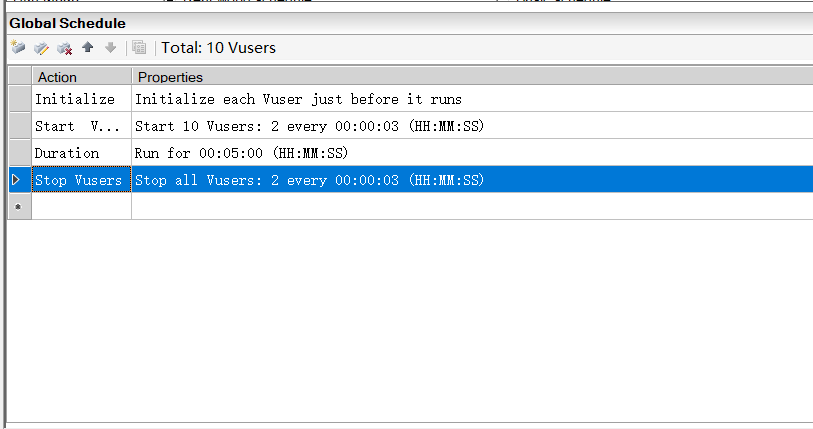 Global Schedule
Total: 10 Vusers
Action Properties
Initialize Initialize each Vuser just before it runs
Start V... Start 10 Vusers: 2 every 00:00:03 (HH:MM:SS)
Duration Run for 00:05:00 (HH:MM:SS)
Stop Vusers Stop all Vusers: 2 every 00:00:03 (HH:MM:SS)
*